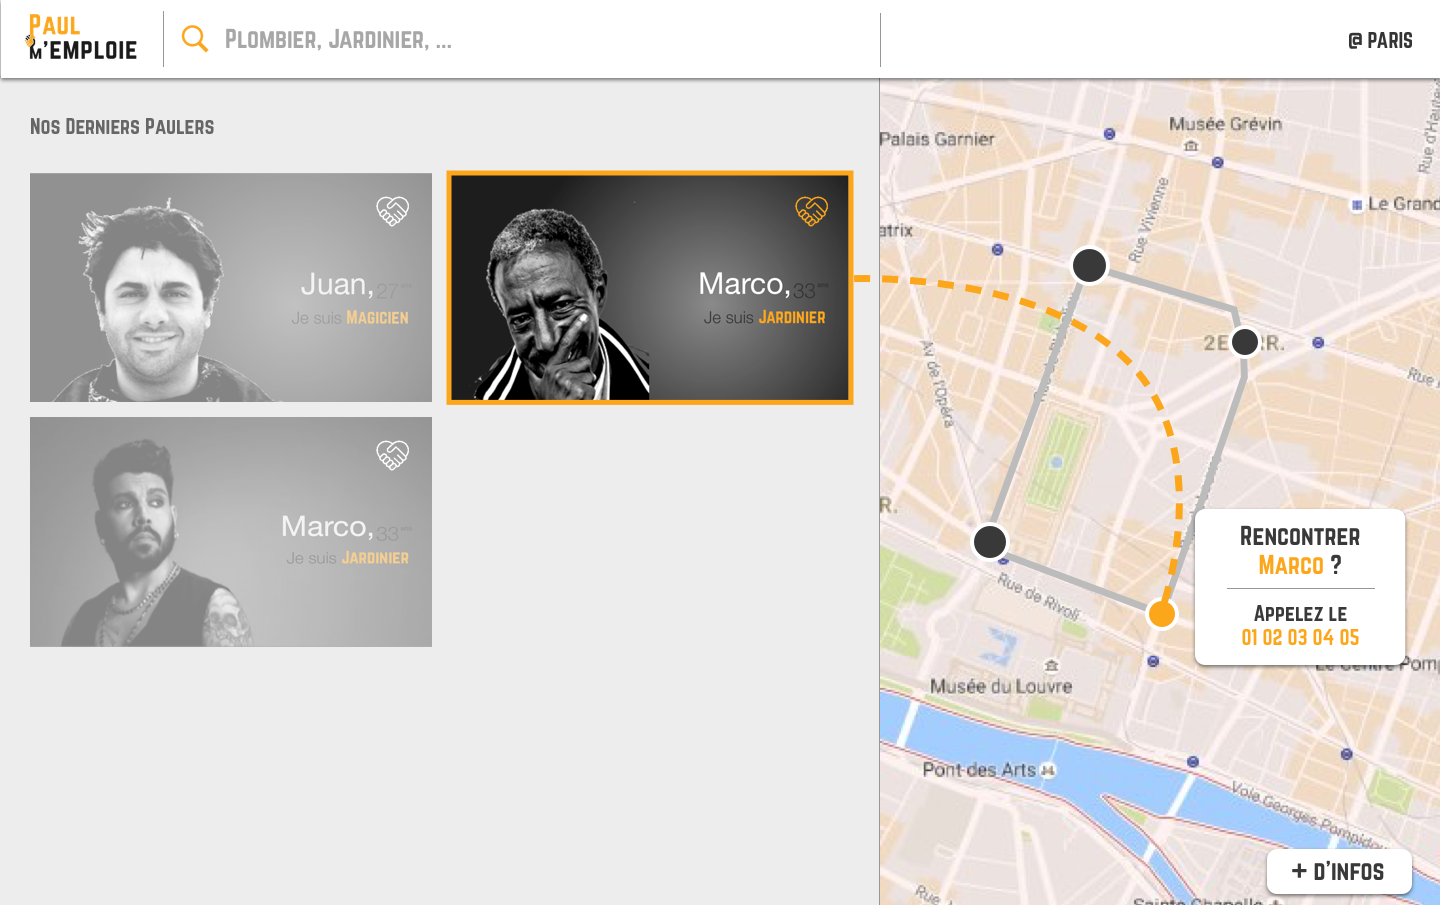 Paul
m'emploie
Plombier, Jardinier, ...
@ Paris
Nos Derniers Paulers
Juan, 27 ans
Je suis Magicien
Marco, 33 ans
Je suis Jardinier
Marco, 33 ans
Je suis Jardinier
Palais Garnier
Musée Grévin
Rue d'Haute
Le Grand
atrix
Rue Vivienne
2E
R.
Av de l'Opéra
Rue
R.
Rue de Rivoli
Rencontrer
Marco ?
Appelez le
01 02 03 04 05
Le Centre Pomp
Musée du Louvre
Pont des Arts
Voie Georges Pompidou
+ d'infos
Rue
Sainte Chapelle